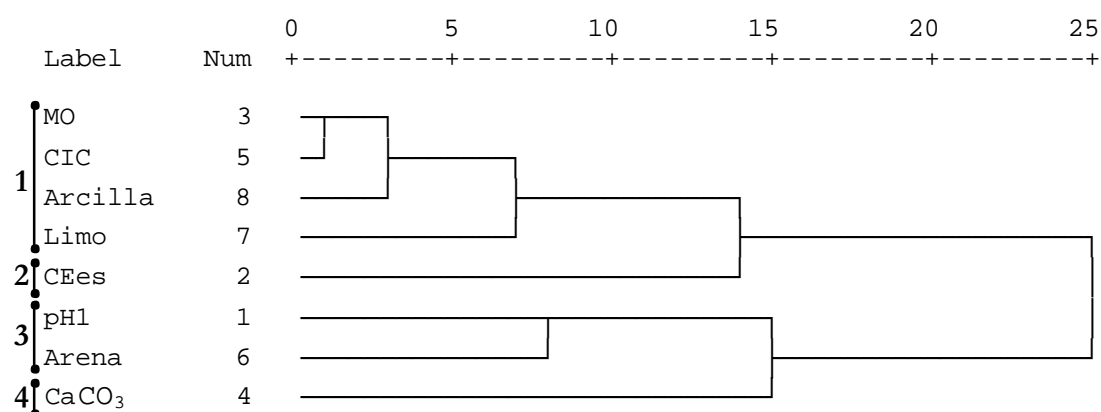 0 5 10 15 20 25
Label Num +---------+---------+---------+---------+---------+
MO 3
CIC 5
1
Arcilla 8
Limo 7
2 CEes 2
pH1 1
3
Arena 6
4 CaCO₃ 4